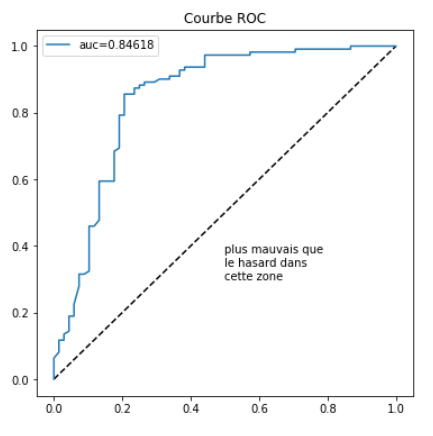 Courbe ROC
auc=0.84618
1.0
0.8
0.6
0.4
0.2
0.0
plus mauvais que
le hasard dans
cette zone
0.0 0.2 0.4 0.6 0.8 1.0